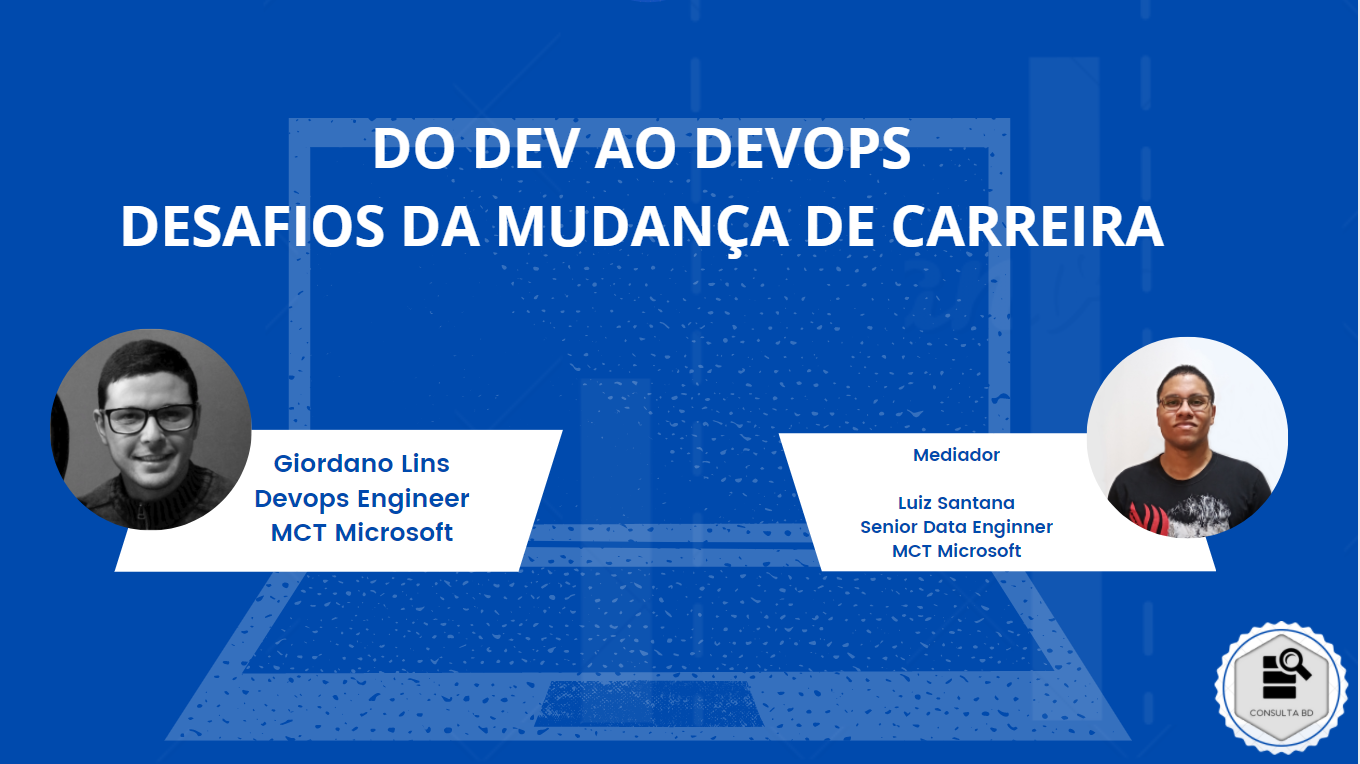 DO DEV AO DEVOPS
DESAFIOS DA MUDANÇA DE CARREIRA
Giordano Lins
Devops Engineer
MCT Microsoft
Mediador
Luiz Santana
Senior Data Enginner
MCT Microsoft
CONSULTA BD